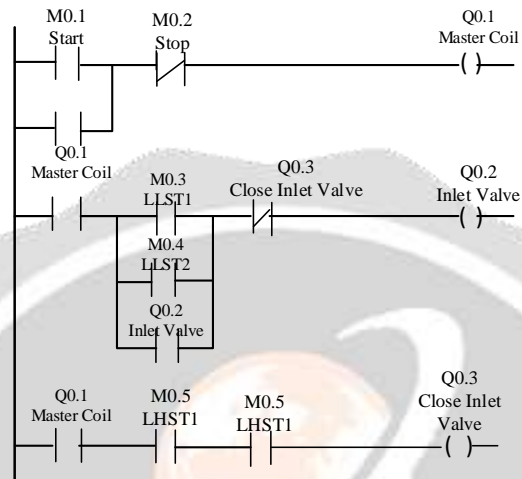 M0.1
Start
M0.2
Stop
Q0.1
Master Coil
Q0.1
Master Coil
M0.3
LLST1
M0.4
LLST2
Q0.2
Inlet Valve
Q0.3
Close Inlet Valve
Q0.2
Inlet Valve
Q0.1
Master Coil
M0.5
LHST1
M0.5
LHST1
Q0.3
Close Inlet
Valve